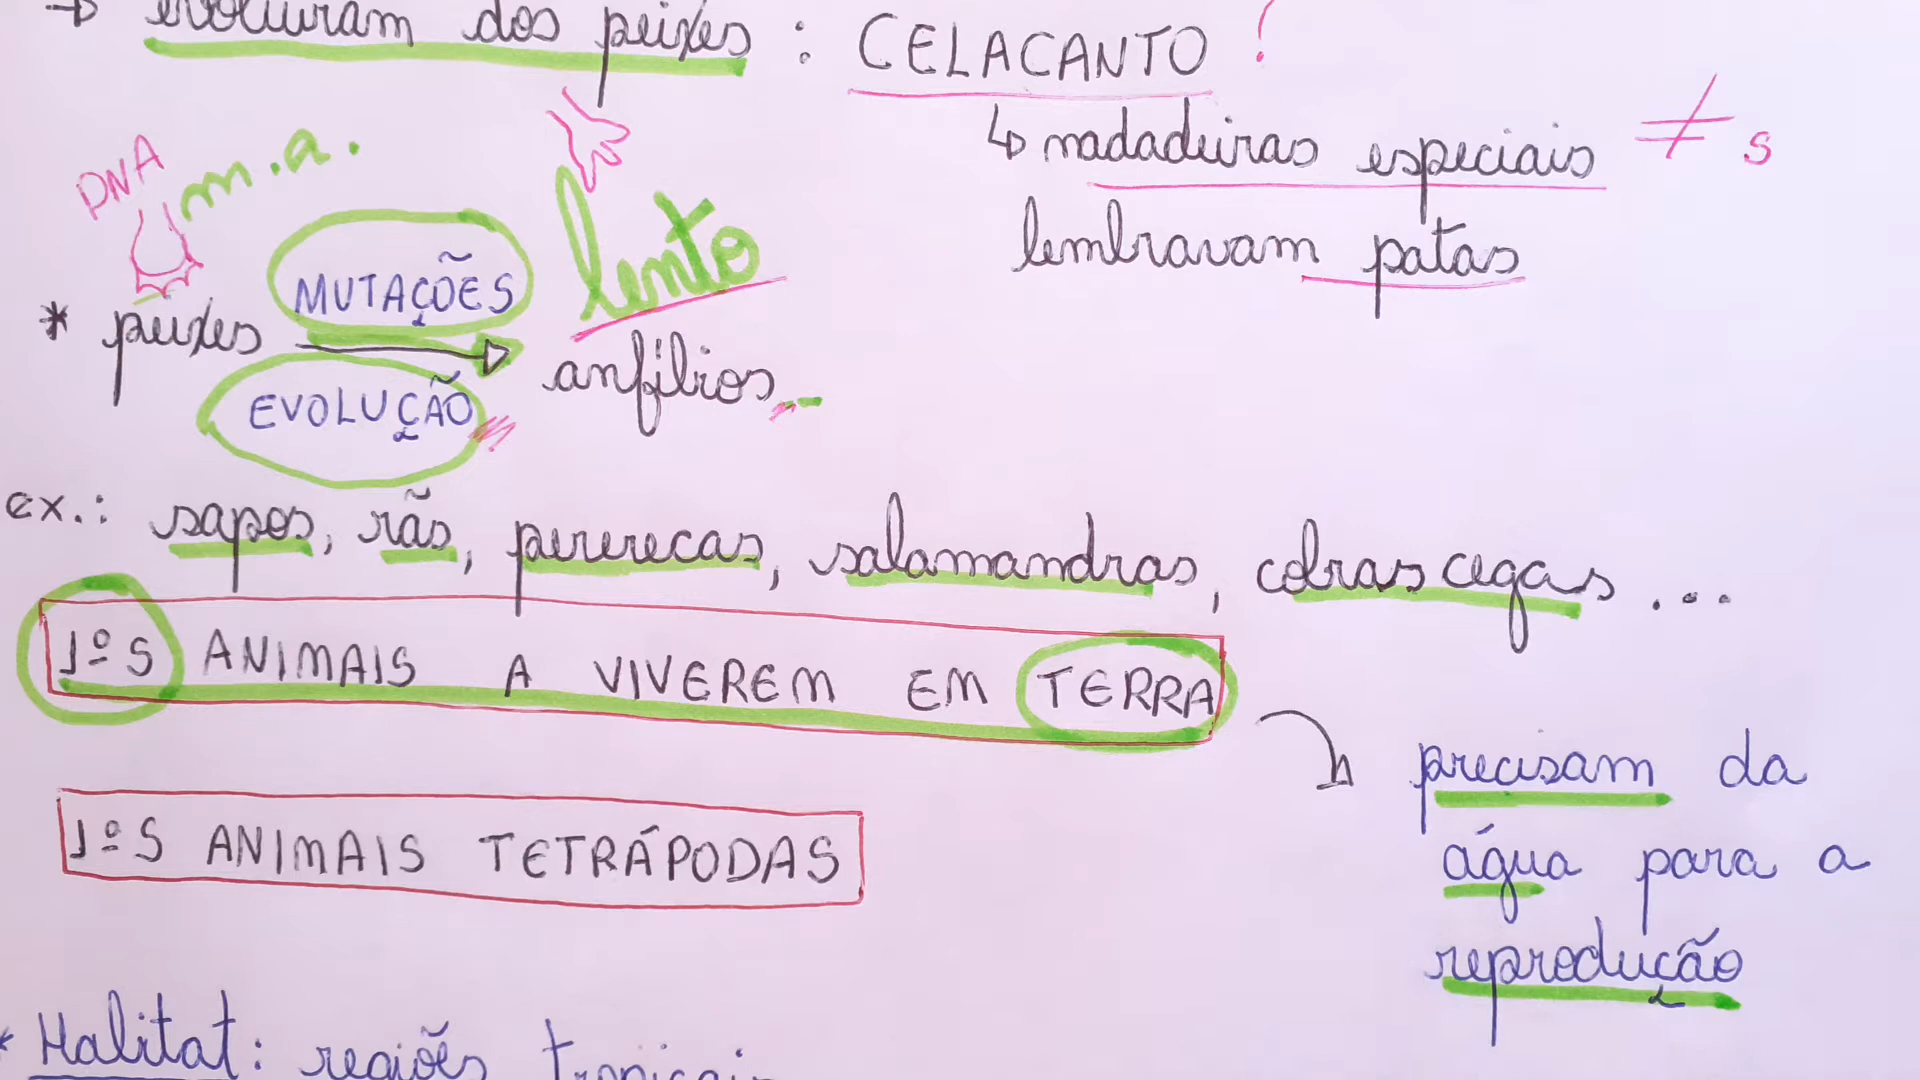 → evoluíram dos peixes : CELACANTO !
↳ nadadeiras especiais ≠s
lembravam patas
DNA m.a.
MUTAÇÕES lento
* peixes → anfíbios...
EVOLUÇÃO
ex.: sapos, rãs, pererecas, salamandras, cobras cegas ...
1ºS ANIMAIS A VIVEREM EM TERRA
precisam da
água para a
reprodução
1ºS ANIMAIS TETRÁPODAS
* Habitat: regiões tropicais